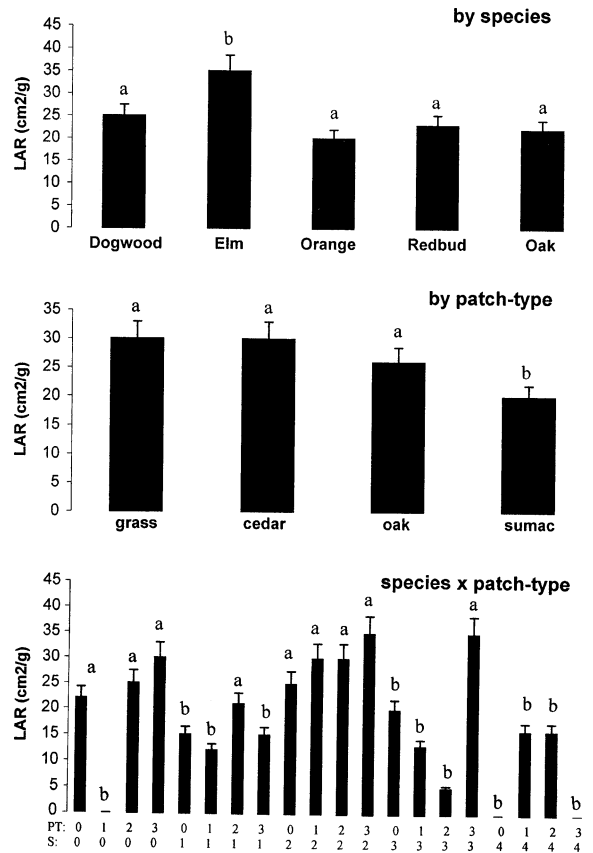 by species
45
40
35
30
25
20
15
10
5
0
LAR (cm2/g)
a
b
a
a
a
Dogwood
Elm
Orange
Redbud
Oak
by patch-type
35
30
25
20
15
10
5
0
LAR (cm2/g)
a
a
a
b
grass
cedar
oak
sumac
species x patch-type
45
40
35
30
25
20
15
10
5
0
LAR (cm2/g)
a
b
a
a
b
b
a
b
a
a
a
a
b
b
b
a
b
b
b
b
PT: 0 1 2 3 0 1 2 3 0 1 2 3 0 1 2 3 0 1 2 3
S: 0 0 0 0 1 1 1 1 2 2 2 2 3 3 3 3 4 4 4 4